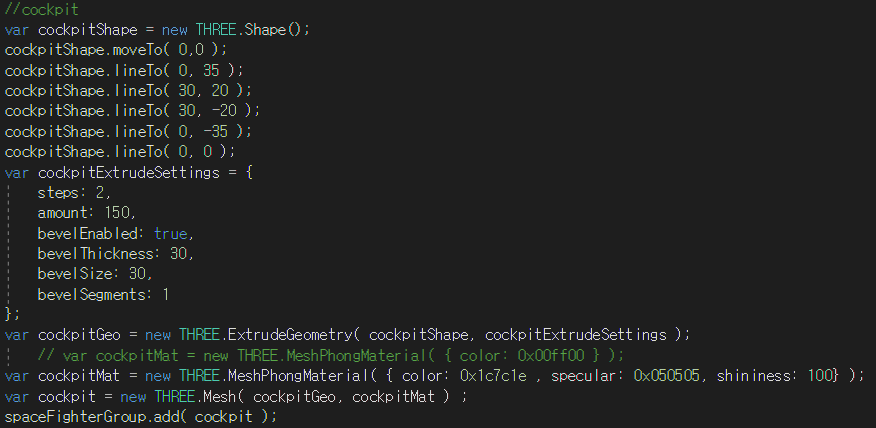 //cockpit
var cockpitShape = new THREE.Shape();
cockpitShape.moveTo( 0,0 );
cockpitShape.lineTo( 0, 35 );
cockpitShape.lineTo( 30, 20 );
cockpitShape.lineTo( 30, -20 );
cockpitShape.lineTo( 0, -35 );
cockpitShape.lineTo( 0, 0 );
var cockpitExtrudeSettings = {
    steps: 2,
    amount: 150,
    bevelEnabled: true,
    bevelThickness: 30,
    bevelSize: 30,
    bevelSegments: 1
};
var cockpitGeo = new THREE.ExtrudeGeometry( cockpitShape, cockpitExtrudeSettings );
    // var cockpitMat = new THREE.MeshPhongMaterial( { color: 0x00ff00 } );
var cockpitMat = new THREE.MeshPhongMaterial( { color: 0x1c7c1e , specular: 0x050505, shininess: 100} );
var cockpit = new THREE.Mesh( cockpitGeo, cockpitMat ) ;
spaceFighterGroup.add( cockpit );